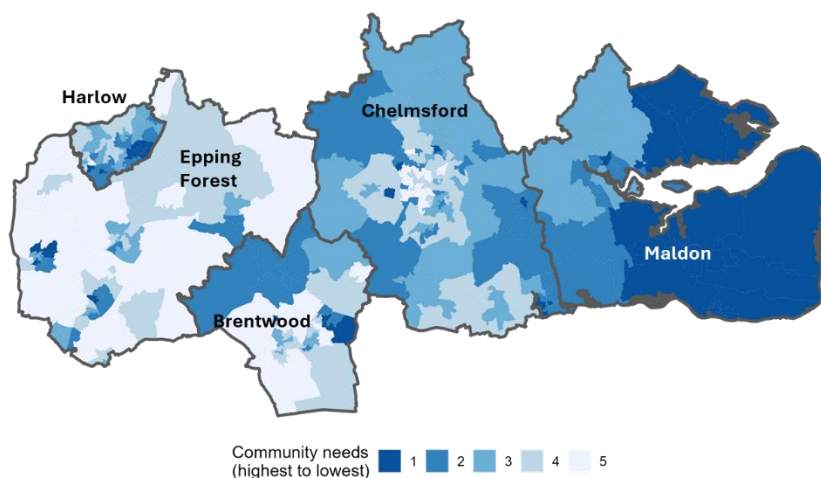 Harlow
Chelmsford
Epping
Forest
Maldon
Brentwood
Community needs
(highest to lowest) 1 2 3 4 5